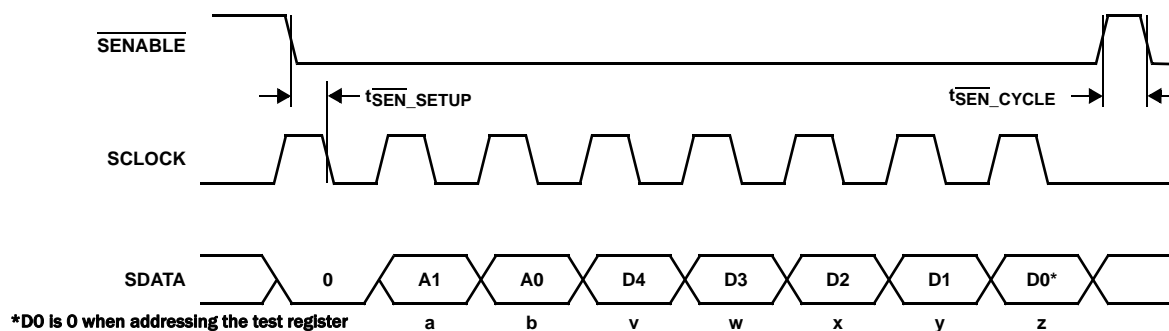 SENABLE
tSEN_SETUP
tSEN_CYCLE
SCLOCK
SDATA
0 A1 A0 D4 D3 D2 D1 D0*
*D0 is 0 when addressing the test register
a b v w x y z